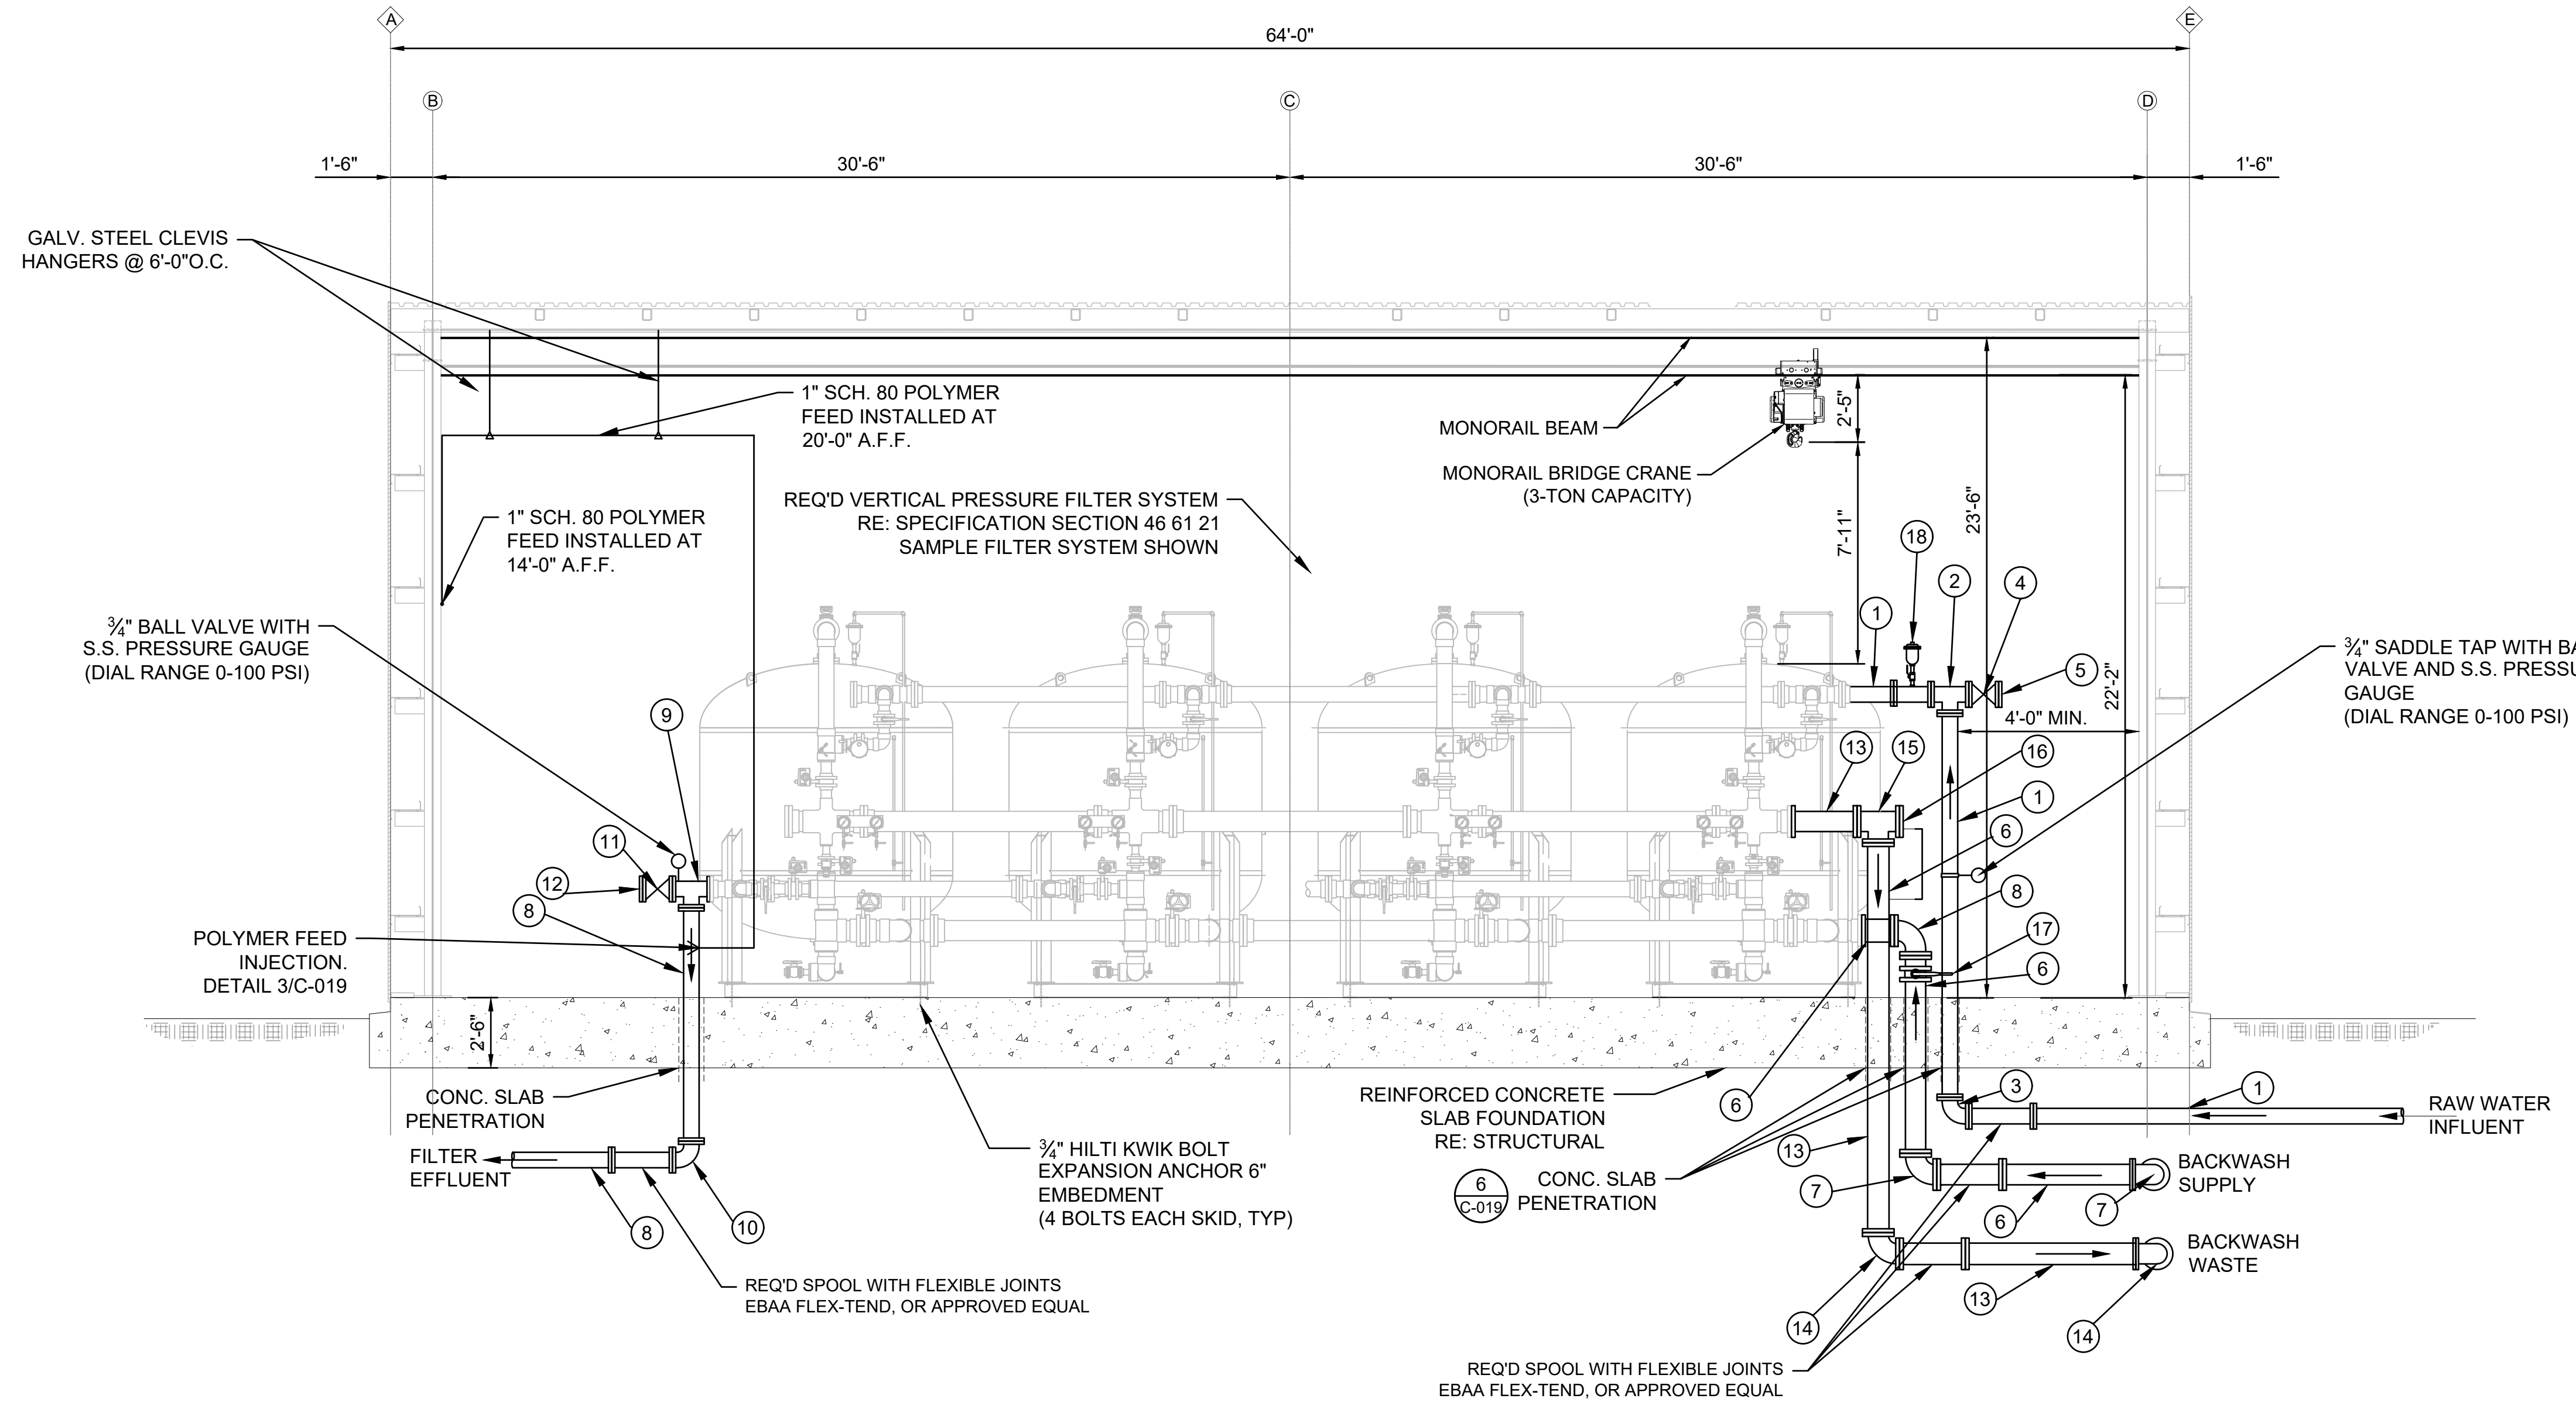 A
E
64'-0"
B
C
D
1'-6"
30'-6"
30'-6"
1'-6"
GALV. STEEL CLEVIS
HANGERS @ 6'-0"O.C.
1" SCH. 80 POLYMER
FEED INSTALLED AT
20'-0" A.F.F.
MONORAIL BEAM
2'-5"
MONORAIL BRIDGE CRANE
(3-TON CAPACITY)
REQ'D VERTICAL PRESSURE FILTER SYSTEM
RE: SPECIFICATION SECTION 46 61 21
SAMPLE FILTER SYSTEM SHOWN
1" SCH. 80 POLYMER
FEED INSTALLED AT
14'-0" A.F.F.
7'-11"
23'-6"
18
2
4
1
¾" BALL VALVE WITH
S.S. PRESSURE GAUGE
(DIAL RANGE 0-100 PSI)
¾" SADDLE TAP WITH BA
VALVE AND S.S. PRESSU
GAUGE
(DIAL RANGE 0-100 PSI)
5
22'-2"
4'-0" MIN.
9
13
15
16
1
6
11
12
8
8
17
6
POLYMER FEED
INJECTION.
DETAIL 3/C-019
2'-6"
CONC. SLAB
PENETRATION
FILTER
EFFLUENT
8
10
¾" HILTI KWIK BOLT
EXPANSION ANCHOR 6"
EMBEDMENT
(4 BOLTS EACH SKID, TYP)
REQ'D SPOOL WITH FLEXIBLE JOINTS
EBAA FLEX-TEND, OR APPROVED EQUAL
REINFORCED CONCRETE
SLAB FOUNDATION
RE: STRUCTURAL
6
3
1
RAW WATER
INFLUENT
13
6
C-019
CONC. SLAB
PENETRATION
7
6
7
BACKWASH
SUPPLY
BACKWASH
WASTE
14
13
14
REQ'D SPOOL WITH FLEXIBLE JOINTS
EBAA FLEX-TEND, OR APPROVED EQUAL